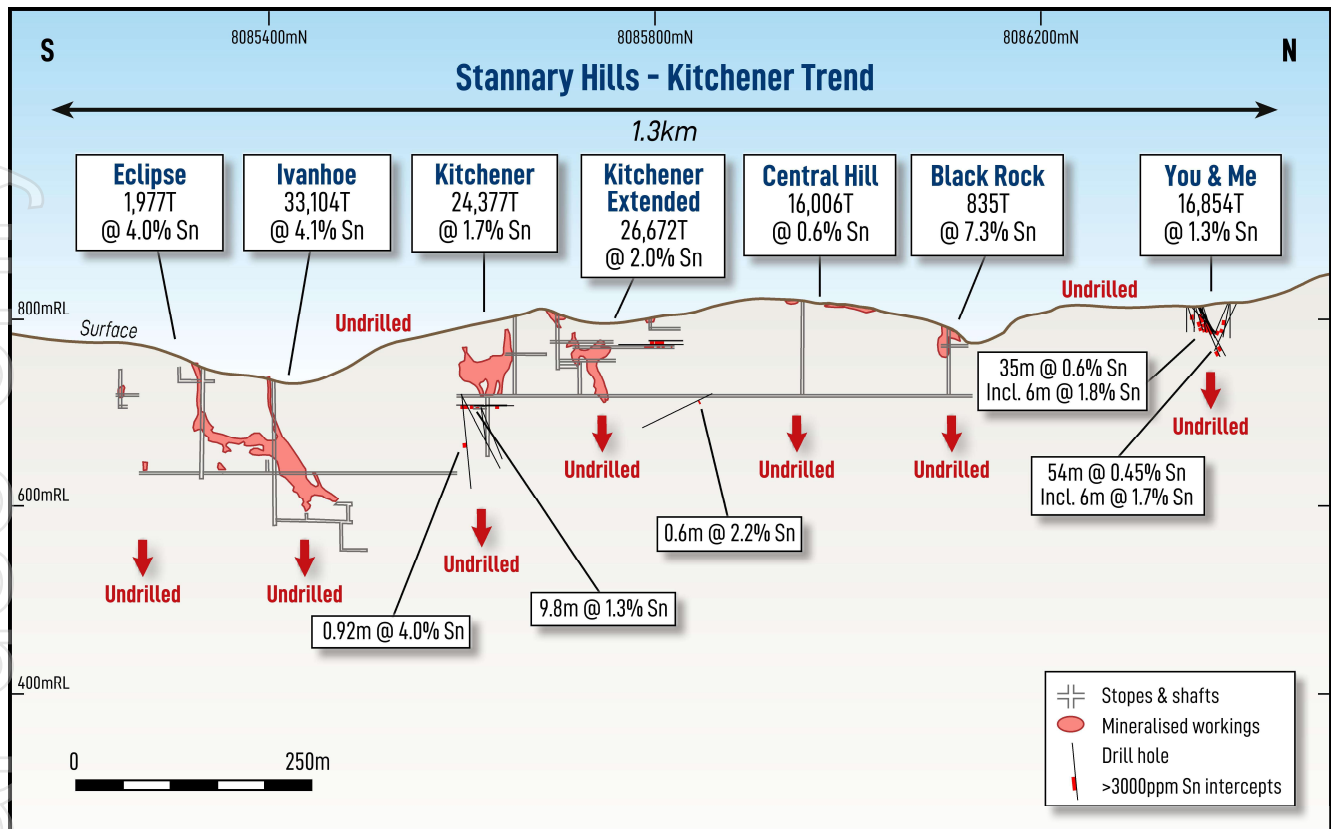 8085400mN
8085800mN
8086200mN
S
N
Stannary Hills - Kitchener Trend
1.3km
Eclipse
1,977T
@ 4.0% Sn
Ivanhoe
33,104T
@ 4.1% Sn
Kitchener
24,377T
@ 1.7% Sn
Kitchener
Extended
26,672T
@ 2.0% Sn
Central Hill
16,006T
@ 0.6% Sn
Black Rock
835T
@ 7.3% Sn
You & Me
16,854T
@ 1.3% Sn
800mRL
Surface
Undrilled
Undrilled
35m @ 0.6% Sn
Incl. 6m @ 1.8% Sn
Undrilled
54m @ 0.45% Sn
Incl. 6m @ 1.7% Sn
Undrilled
Undrilled
Undrilled
600mRL
0.6m @ 2.2% Sn
Undrilled
Undrilled
Undrilled
9.8m @ 1.3% Sn
0.92m @ 4.0% Sn
400mRL
0
250m
Stopes & shafts
Mineralised workings
Drill hole
>3000ppm Sn intercepts